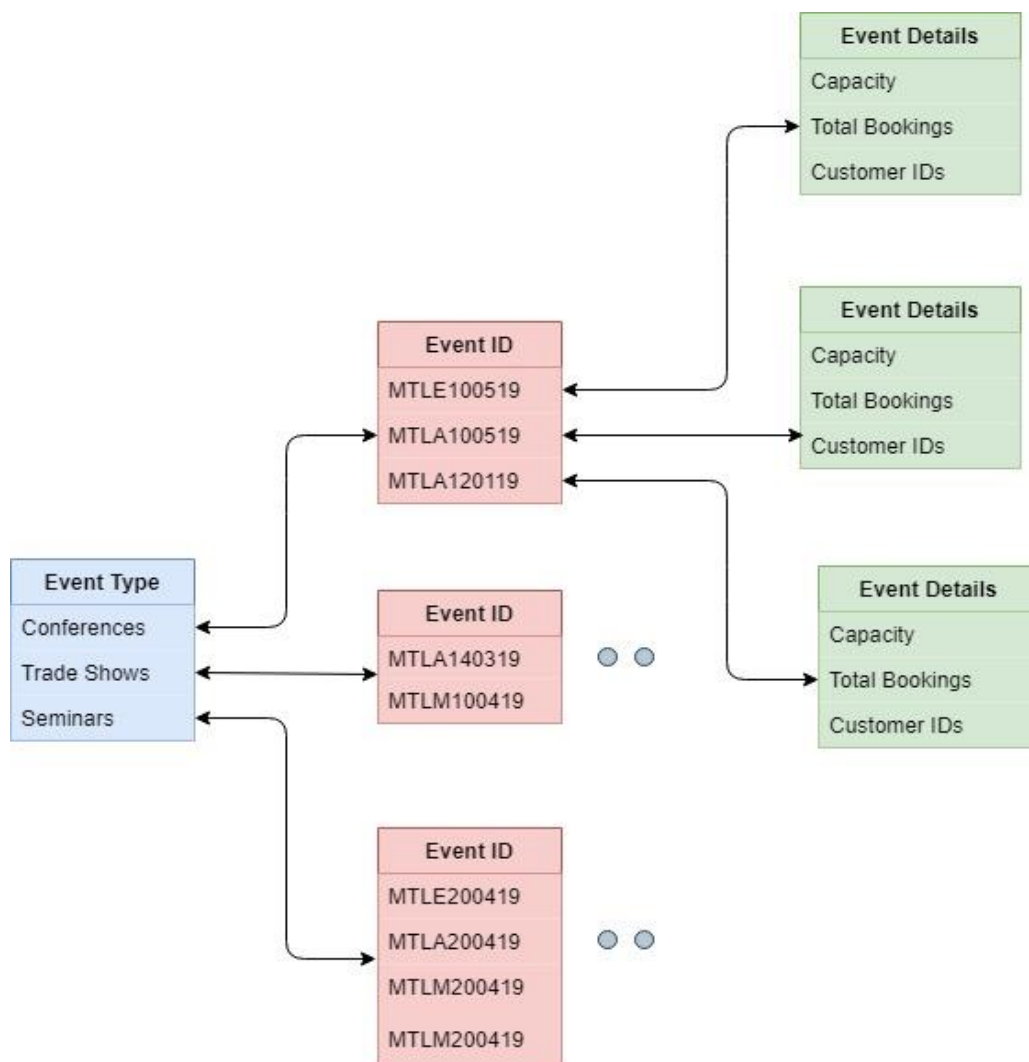 Event Details
Capacity
Total Bookings
Customer IDs
Event Details
Capacity
Total Bookings
Customer IDs
Event ID
MTLE100519
MTLA100519
MTLA120119
Event Type
Conferences
Trade Shows
Seminars
Event ID
MTLA140319
MTLM100419
Event Details
Capacity
Total Bookings
Customer IDs
Event ID
MTLE200419
MTLA200419
MTLM200419
MTLM200419